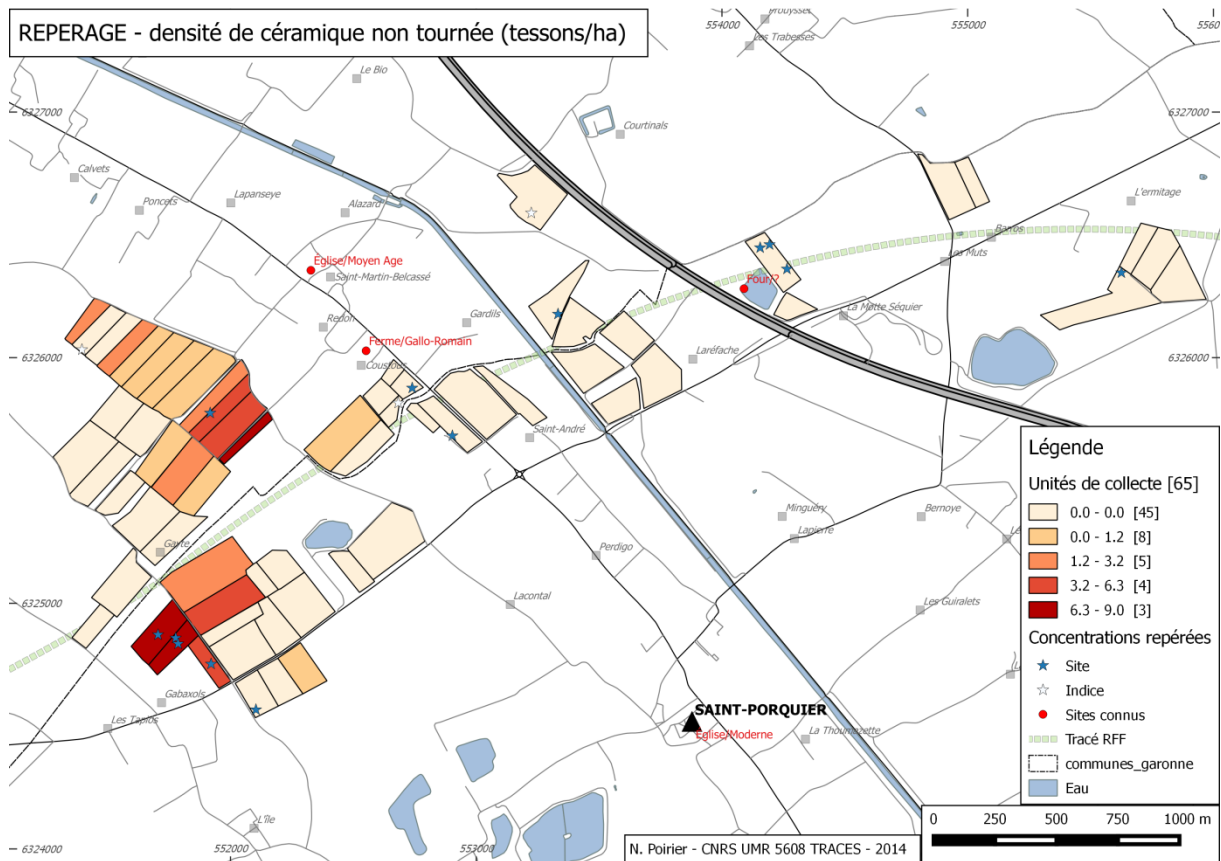 REPERAGE - densité de céramique non tournée (tessons/ha)
554000
555000
Les Trabesses
Le Bio
6327000
6327000
Courtinals
Calvets
Poncets
Lapanseye
Alazard
L'ermitage
Barros
Les Muts
Eglise/Moyen Age
Saint-Martin-Belcassé
Four/?
La Motte Séquier
Redon
Gardils
Ferme/Gallo-Romain
Coustous
6326000
6326000
Laréfache
Saint-André
Légende
Unités de collecte [65]
0.0 - 0.0 [45]
0.0 - 1.2 [8]
1.2 - 3.2 [5]
3.2 - 6.3 [4]
6.3 - 9.0 [3]
Concentrations repérées
Site
Indice
Sites connus
Tracé RFF
communes_garonne
Eau
Minguéry
Bernoye
Lapierre
Gayte
Perdigo
6325000
Lacontal
Les Guiralets
Gabaxols
Les Tapios
SAINT-PORQUIER
Eglise/Moderne
La Thoumazette
L'île
6324000
552000
553000
N. Poirier - CNRS UMR 5608 TRACES - 2014
0 250 500 750 1000 m